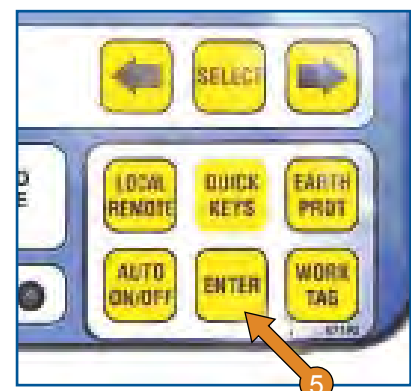 SELECT
LOCAL REMOTE
QUICK KEYS
EARTH PROT
AUTO ON/OFF
ENTER
WORK TAG
5